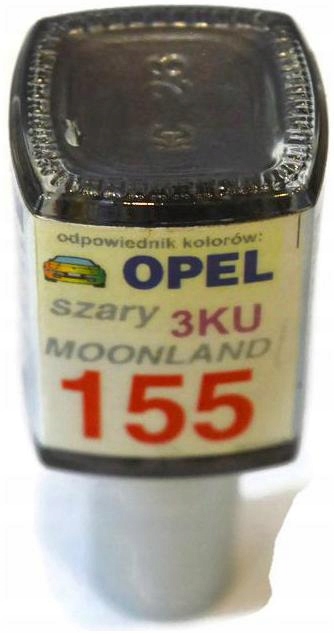 odpowiednik kolorów:
OPEL
szary 3KU
MOONLAND
155